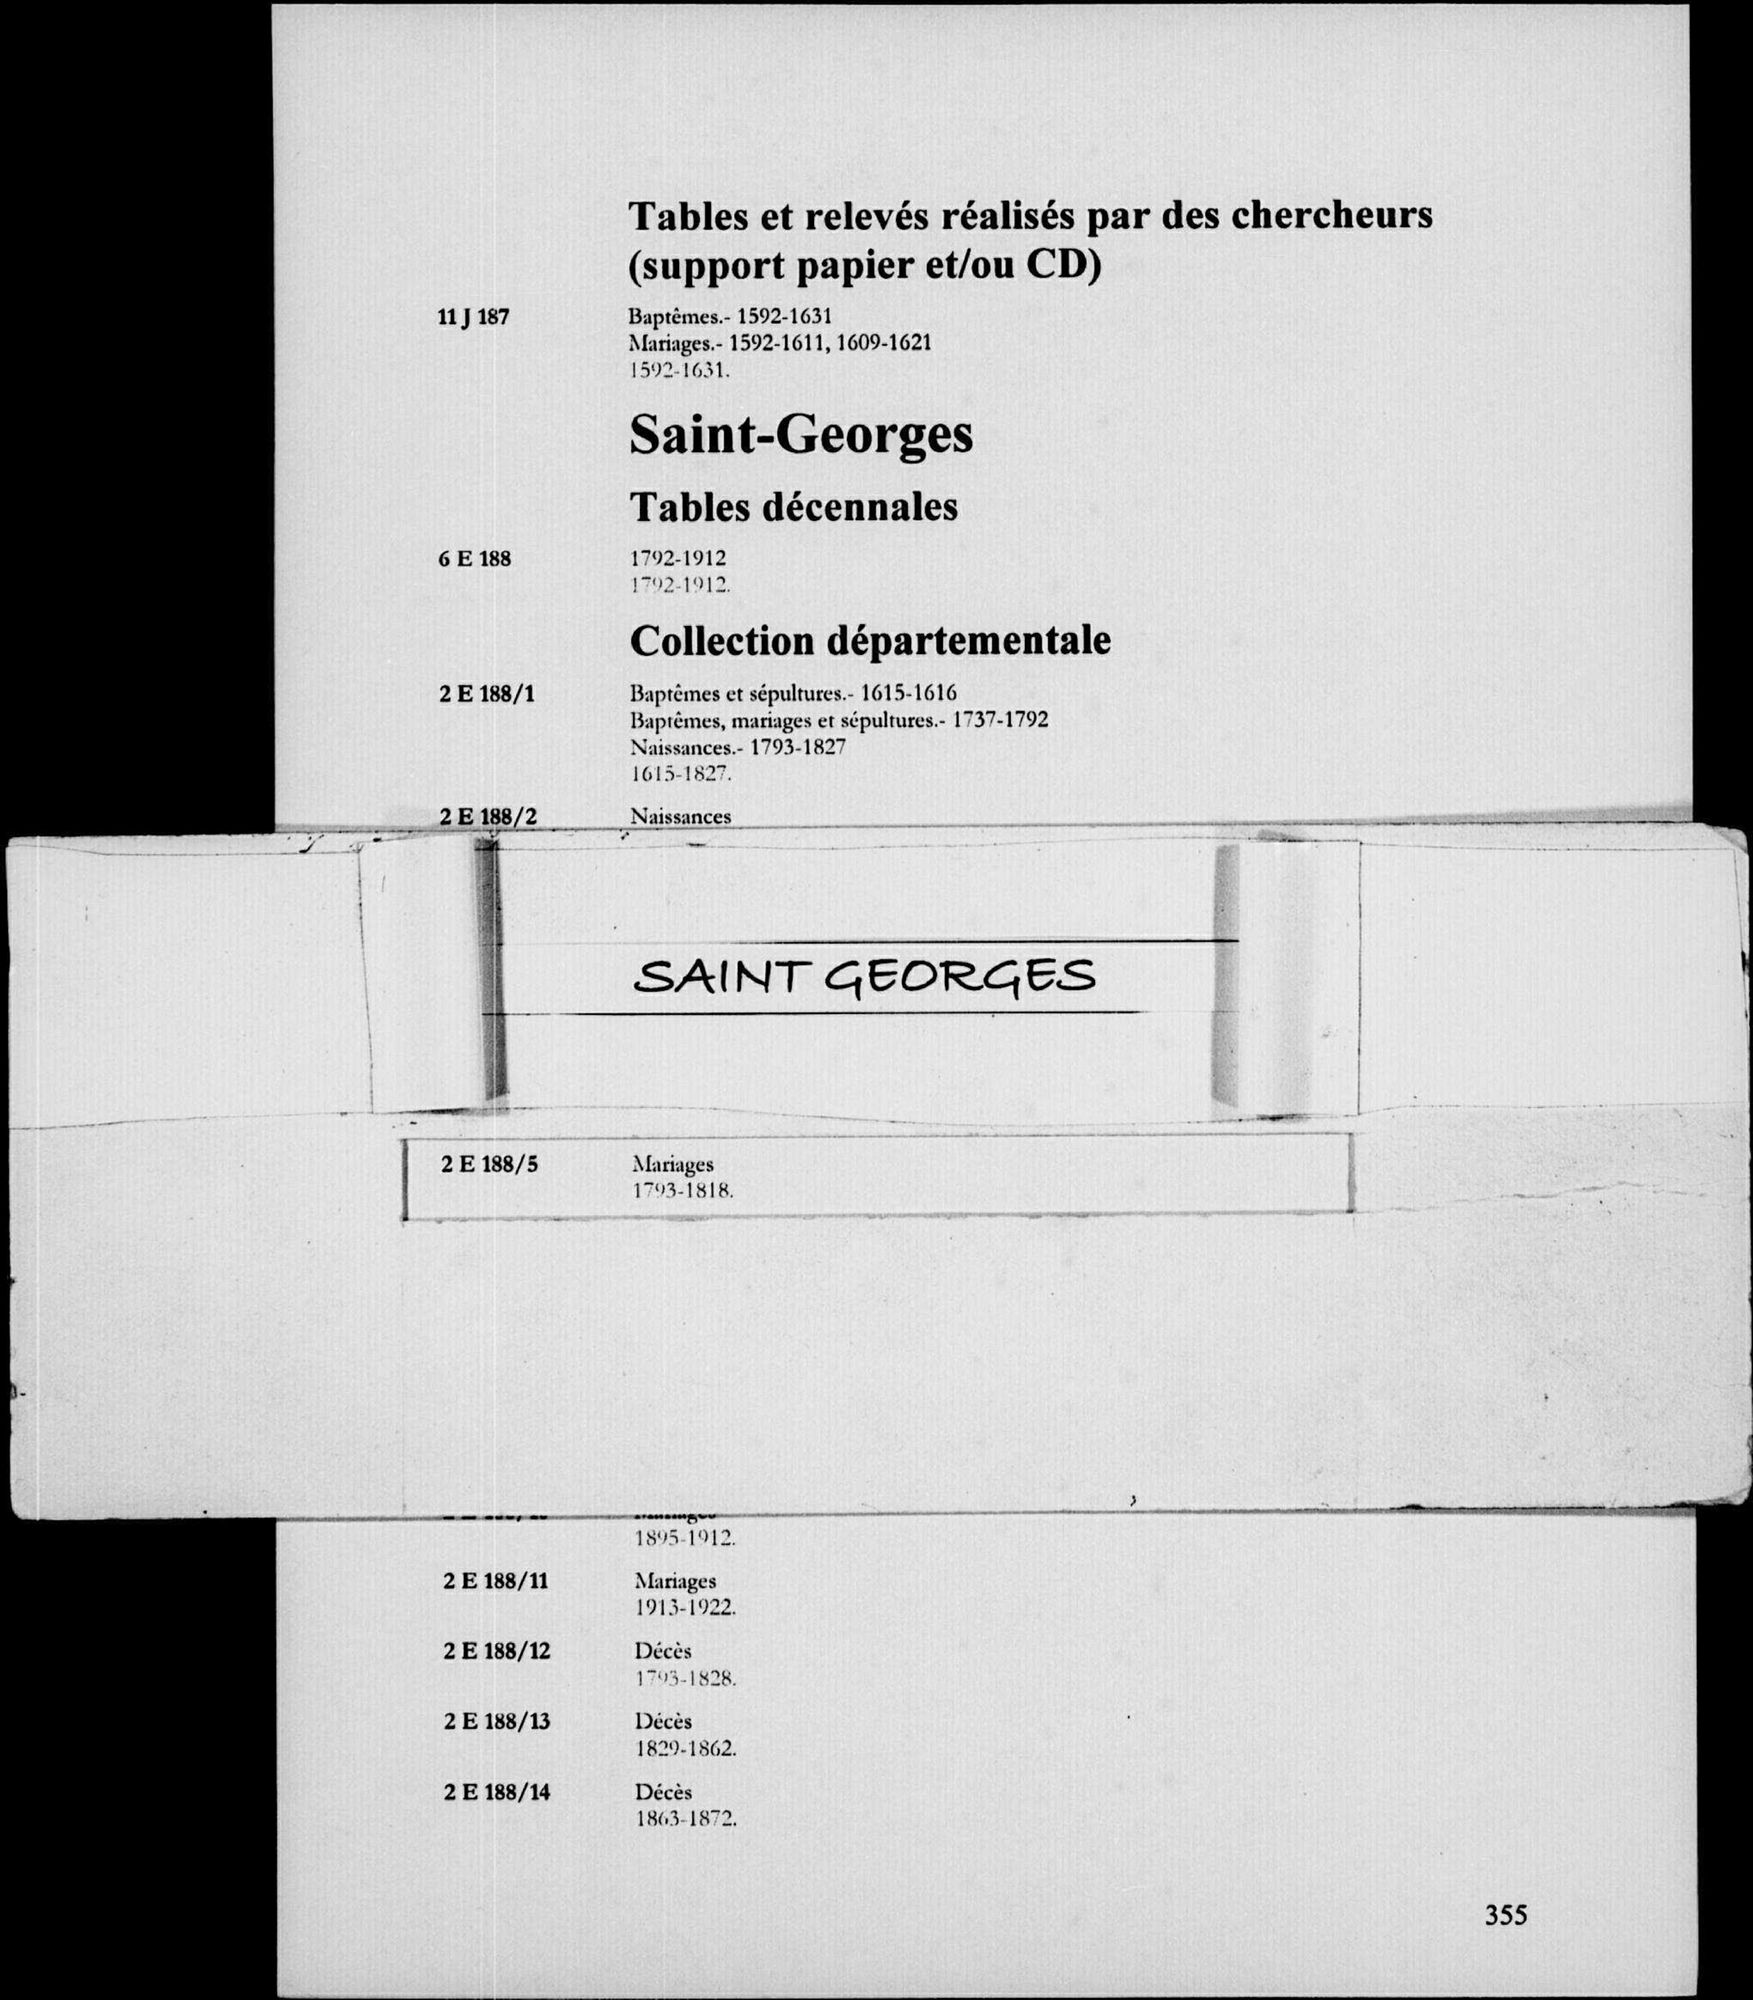 Tables et relevés réalisés par des chercheurs
(support papier et/ou CD)
11 J 187 Baptêmes.- 1592-1631
Mariages.- 1592-1611, 1609-1621
1592-1631.
Saint-Georges
Tables décennales
6 E 188 1792-1912
1792-1912.
Collection départementale
2 E 188/1 Baptêmes et sépultures.- 1615-1616
Baptêmes, mariages et sépultures.- 1737-1792
Naissances.- 1793-1827
1615-1827.
2 E 188/2 Naissances
SAINT GEORGES
2 E 188/5 Mariages
1793-1818.
1895-1912.
2 E 188/11 Mariages
1913-1922.
2 E 188/12 Décès
1793-1828.
2 E 188/13 Décès
1829-1862.
2 E 188/14 Décès
1863-1872.
355